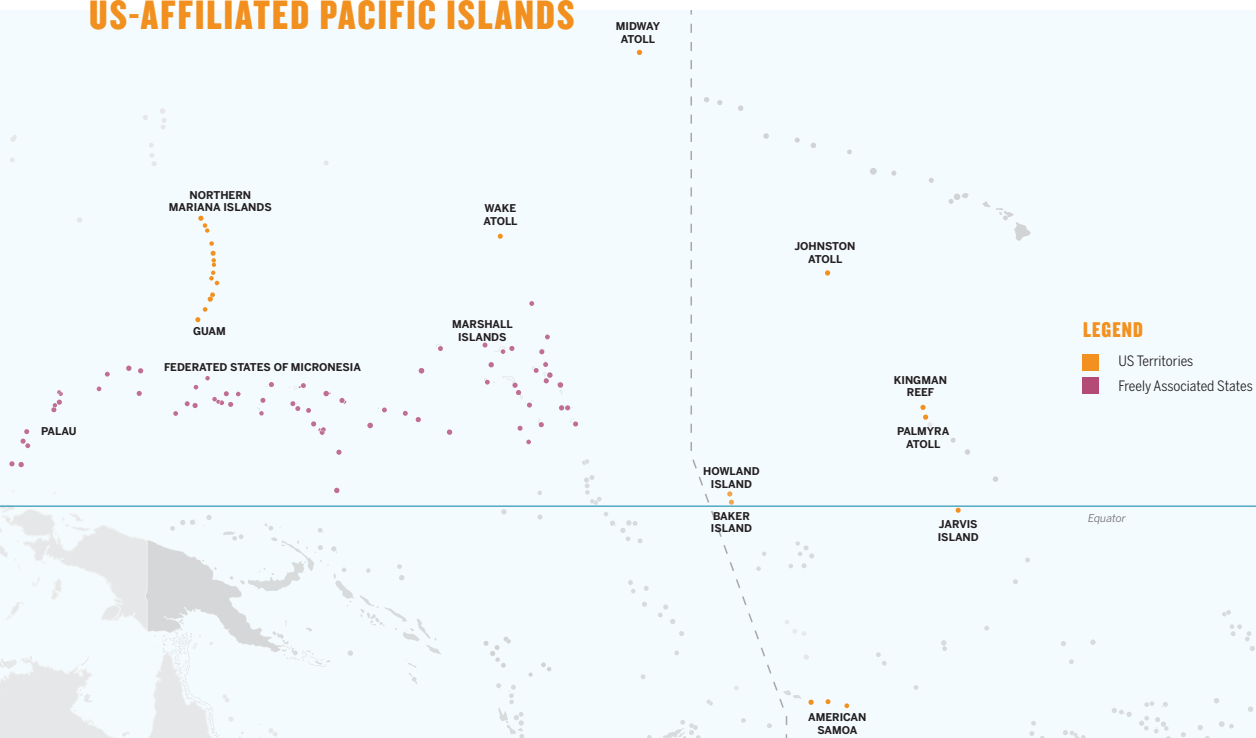 US-AFFILIATED PACIFIC ISLANDS
MIDWAY
ATOLL
NORTHERN
MARIANA ISLANDS
WAKE
ATOLL
JOHNSTON
ATOLL
GUAM
MARSHALL
ISLANDS
LEGEND
US Territories
Freely Associated States
FEDERATED STATES OF MICRONESIA
KINGMAN
REEF
PALAU
PALMYRA
ATOLL
HOWLAND
ISLAND
BAKER
ISLAND
JARVIS
ISLAND
Equator
AMERICAN
SAMOA